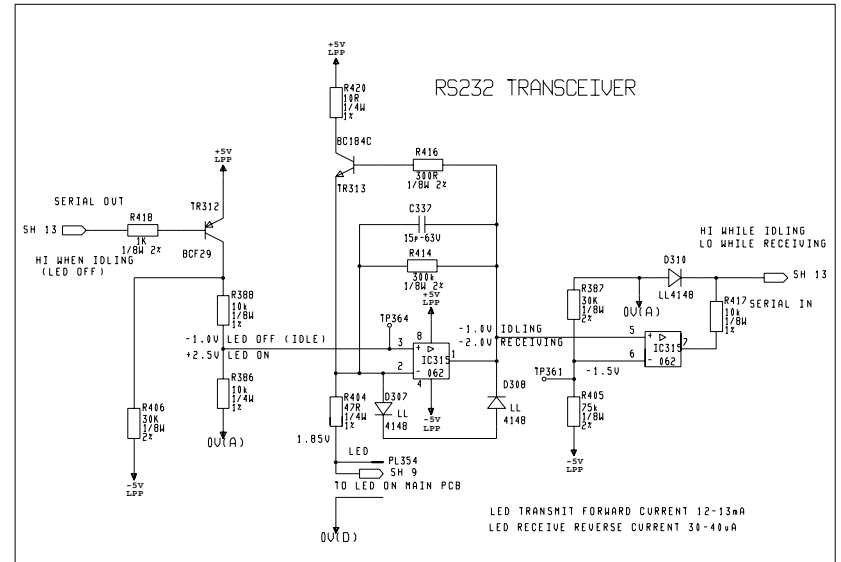 RS232 TRANSCEIVER
+5V
LPP
R420
10R
1/4W
1%
BC184C
TR313
R416
300R
1/8W 2%
+5V
LPP
SERIAL OUT
TR312
R418
SH 13
1K
1/8W 2%
BCF29
HI WHEN IDLING
(LED OFF)
C337
15p-63V
R414
300k
1/8W 2%
+5V
LPP
HI WHILE IDLING
LO WHILE RECEIVING
D310
SH 13
LL4148
R387
30K
1/8W
2%
0V(A)
R417
10k
1/8W
1%
SERIAL IN
R388
10k
1/8W
1%
TP364
-1.0V LED OFF (IDLE)
+2.5V LED ON
3
+
8
2
-
IC315
062
1
4
-1.0V IDLING
-2.0V RECEIVING
5
+
6
-
IC315
062
7
-1.5V
TP361
R386
10k
1/4W
1%
R406
30K
1/8W
2%
0V(A)
-5V
LPP
R404
47R
1/4W
1%
D307
LL
4148
-5V
LPP
D308
LL
4148
R405
75k
1/8W
2%
-5V
LPP
1.85V
LED
PL354
SH 9
TO LED ON MAIN PCB
0V(D)
LED TRANSMIT FORWARD CURRENT 12-13mA
LED RECEIVE REVERSE CURRENT 30-40uA